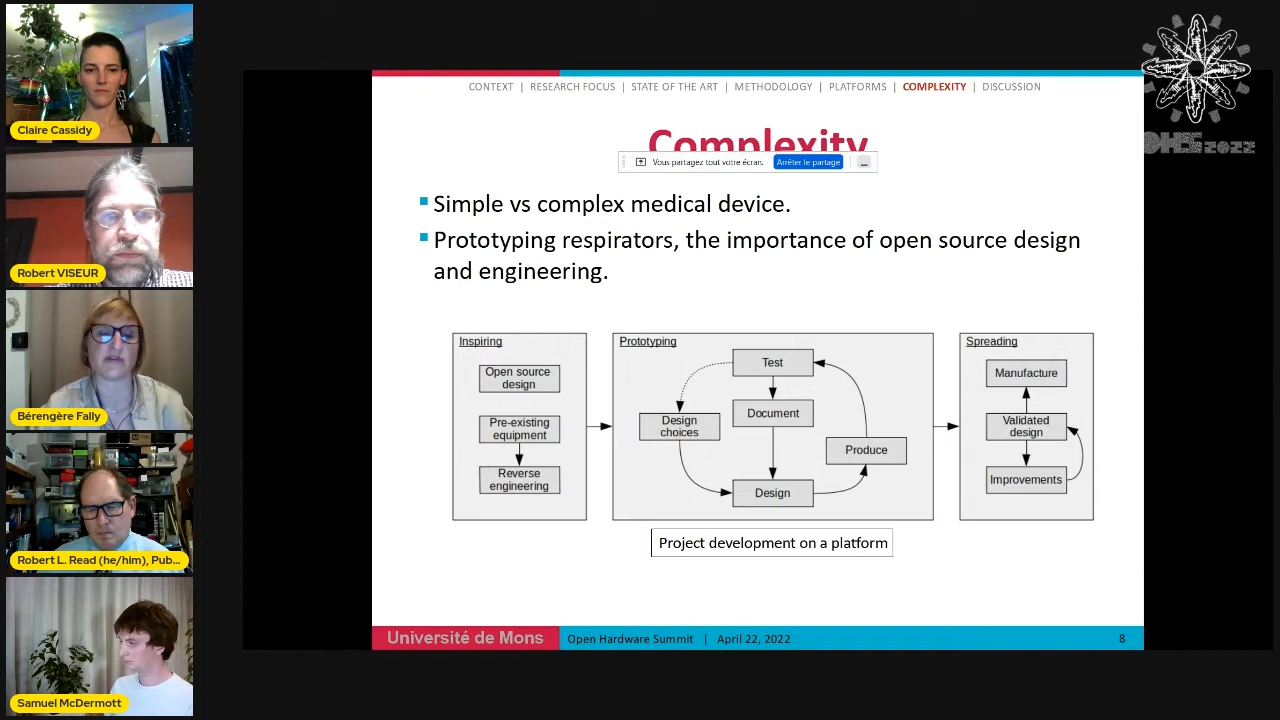 Claire Cassidy
Robert VISEUR
Bérengère Fally
Robert L. Read (he/him), Pub...
Samuel McDermott
CONTEXT | RESEARCH FOCUS | STATE OF THE ART | METHODOLOGY | PLATFORMS | COMPLEXITY | DISCUSSION
Complexity
Vous partagez tout votre écran. Arrêter le partage
Simple vs complex medical device.
Prototyping respirators, the importance of open source design
and engineering.
Inspiring
Open source
design
Pre-existing
equipment
Reverse
engineering
Prototyping
Test
Document
Design
choices
Produce
Design
Spreading
Manufacture
Validated
design
Improvements
Project development on a platform
Université de Mons Open Hardware Summit | April 22, 2022 8
OHS2022